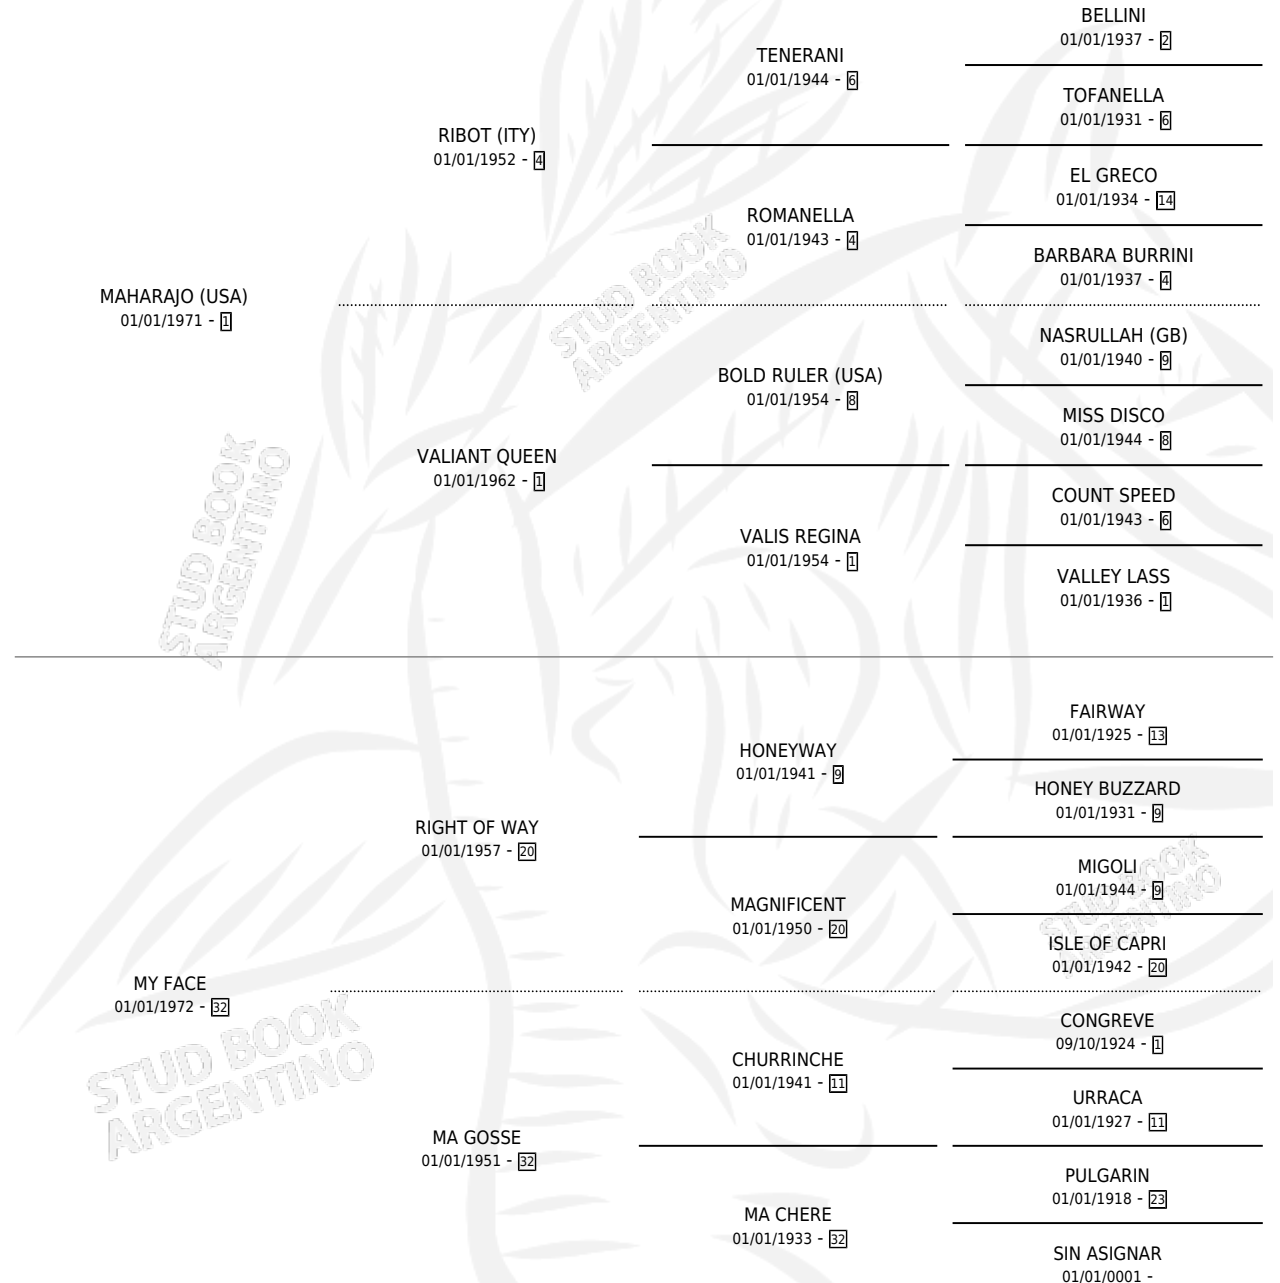 BELLINI
01/01/1937 - 2
TENERANI
01/01/1944 - 6
TOFANELLA
01/01/1931 - 6
RIBOT (ITY)
01/01/1952 - 4
EL GRECO
01/01/1934 - 14
ROMANELLA
01/01/1943 - 4
BARBARA BURRINI
01/01/1937 - 4
MAHARAJO (USA)
01/01/1971 - 1
NASRULLAH (GB)
01/01/1940 - 9
BOLD RULER (USA)
01/01/1954 - 8
MISS DISCO
01/01/1944 - 8
VALIANT QUEEN
01/01/1962 - 1
COUNT SPEED
01/01/1943 - 6
VALIS REGINA
01/01/1954 - 1
VALLEY LASS
01/01/1936 - 1
FAIRWAY
01/01/1925 - 13
HONEYWAY
01/01/1941 - 9
HONEY BUZZARD
01/01/1931 - 9
RIGHT OF WAY
01/01/1957 - 20
MIGOLI
01/01/1944 - 9
MAGNIFICENT
01/01/1950 - 20
ISLE OF CAPRI
01/01/1942 - 20
MY FACE
01/01/1972 - 32
CONGREVE
09/10/1924 - 1
CHURRINCHE
01/01/1941 - 11
URRACA
01/01/1927 - 11
MA GOSSE
01/01/1951 - 32
PULGARIN
01/01/1918 - 23
MA CHERE
01/01/1933 - 32
SIN ASIGNAR
01/01/0001 -
STUD BOOK
ARGENTINO
STUD BOOK
ARGENTINO
STUD BOOK
ARGENTINO
STUD BOOK
ARGENTINO